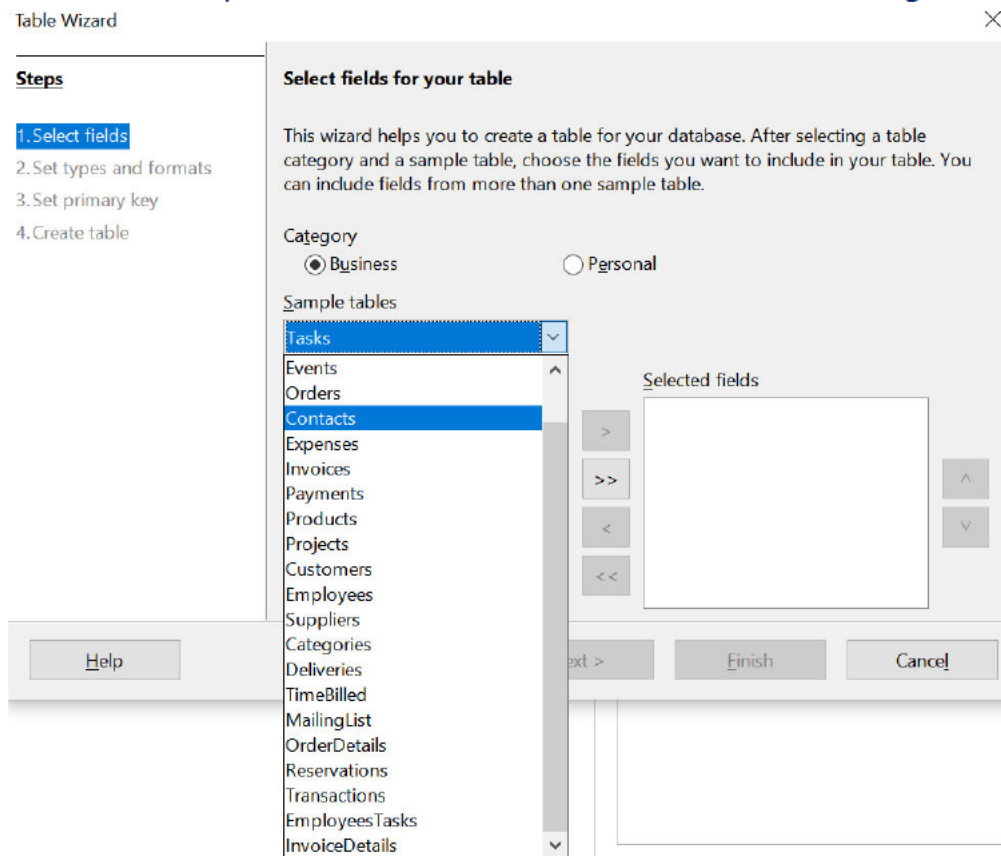 Table Wizard
Steps
1.Select fields
2.Set types and formats
3.Set primary key
4.Create table
Select fields for your table
This wizard helps you to create a table for your database. After selecting a table
category and a sample table, choose the fields you want to include in your table. You
can include fields from more than one sample table.
Category
Business
Personal
Sample tables
Tasks
Events
Orders
Contacts
Expenses
Invoices
Payments
Products
Projects
Customers
Employees
Suppliers
Categories
Deliveries
TimeBilled
MailingList
OrderDetails
Reservations
Transactions
EmployeesTasks
InvoiceDetails
Selected fields
>
>>
<
<<
Help
Finish
Cancel